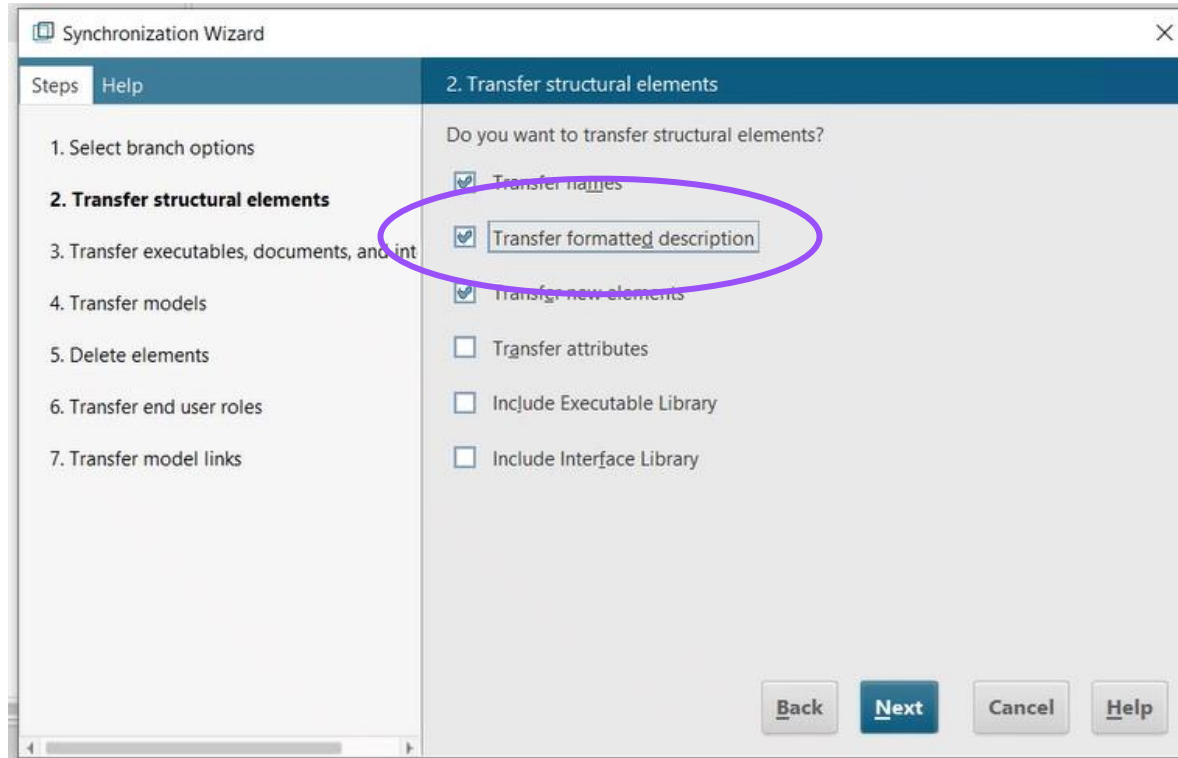 Synchronization Wizard
Steps Help
1. Select branch options
2. Transfer structural elements
3. Transfer executables, documents, and int
4. Transfer models
5. Delete elements
6. Transfer end user roles
7. Transfer model links
2. Transfer structural elements
Do you want to transfer structural elements?
Transfer names
Transfer formatted description
Transfer new elements
Transfer attributes
Include Executable Library
Include Interface Library
Back Next Cancel Help